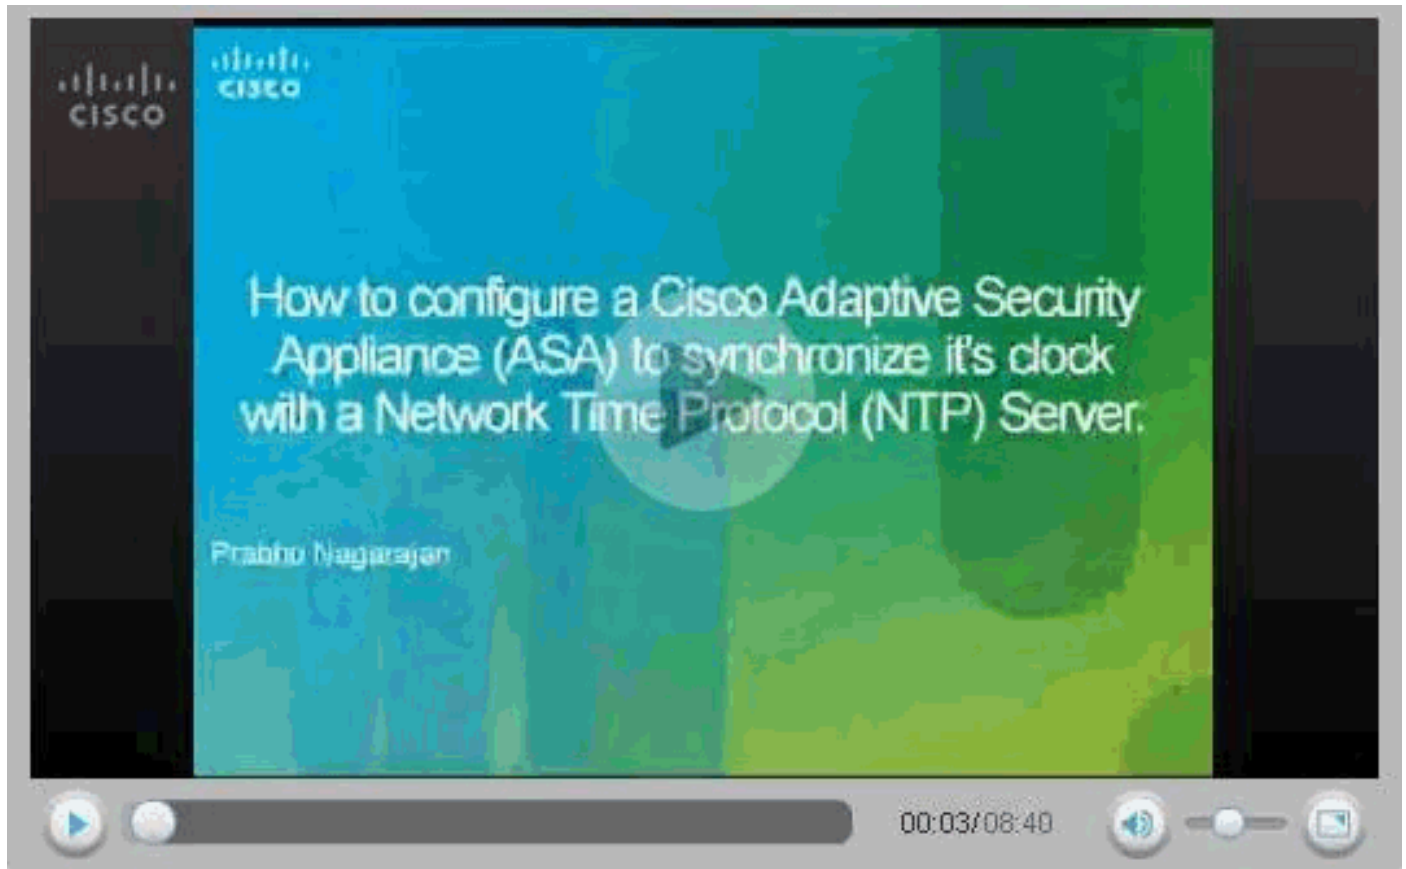 CISCO
CISCO
How to configure a Cisco Adaptive Security
Appliance (ASA) to synchronize it's clock
with a Network Time Protocol (NTP) Server.
Prabhu Nagarajan
00:03/08:40